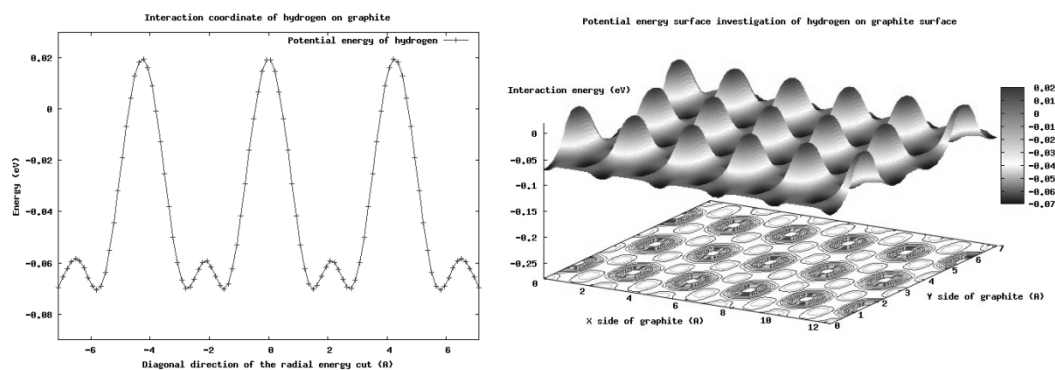 Interaction coordinate of hydrogen on graphite
Potential energy of hydrogen
0.02
0
-0.02
-0.04
-0.06
-0.08
Energy (eV)
-6 -4 -2 0 2 4 6
Diagonal direction of the radial energy cut (A)
Potential energy surface investigation of hydrogen on graphite surface
Interaction energy (eV)
0
-0.05
-0.1
-0.15
-0.2
-0.25
0.02
0.01
0
-0.01
-0.02
-0.03
-0.04
-0.05
-0.06
-0.07
0 2 4 6 8 10 12
X side of graphite (A)
0 1 2 3 4 5 6 7
Y side of graphite (A)